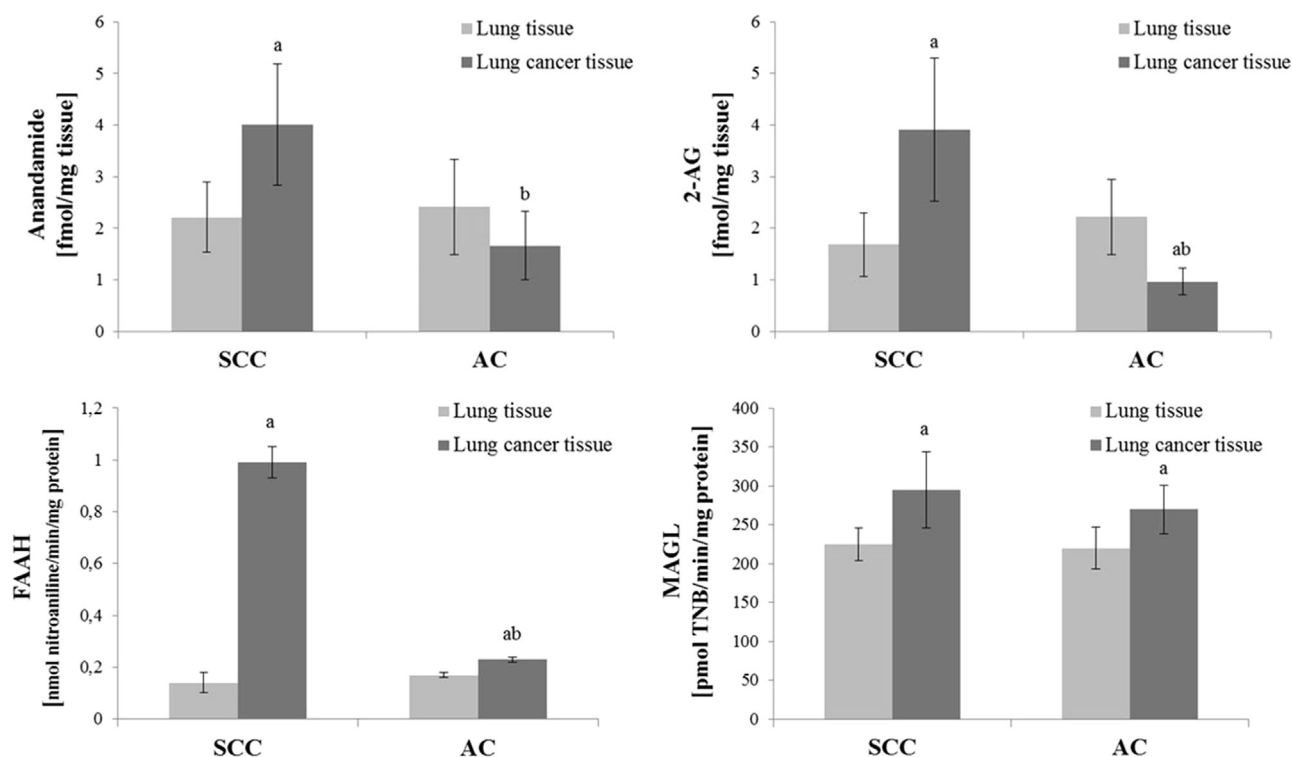 Anandamide
[fmol/mg tissue]
6
5
4
3
2
1
0
Lung tissue
Lung cancer tissue
a
b
SCC
AC
2-AG
[fmol/mg tissue]
6
5
4
3
2
1
0
Lung tissue
Lung cancer tissue
a
ab
SCC
AC
FAAH
[nmol nitroaniline/min/mg protein]
1,2
1
0,8
0,6
0,4
0,2
0
Lung tissue
Lung cancer tissue
a
ab
SCC
AC
MAGL
[pmol TNB/min/mg protein]
400
350
300
250
200
150
100
50
0
Lung tissue
Lung cancer tissue
a
a
SCC
AC